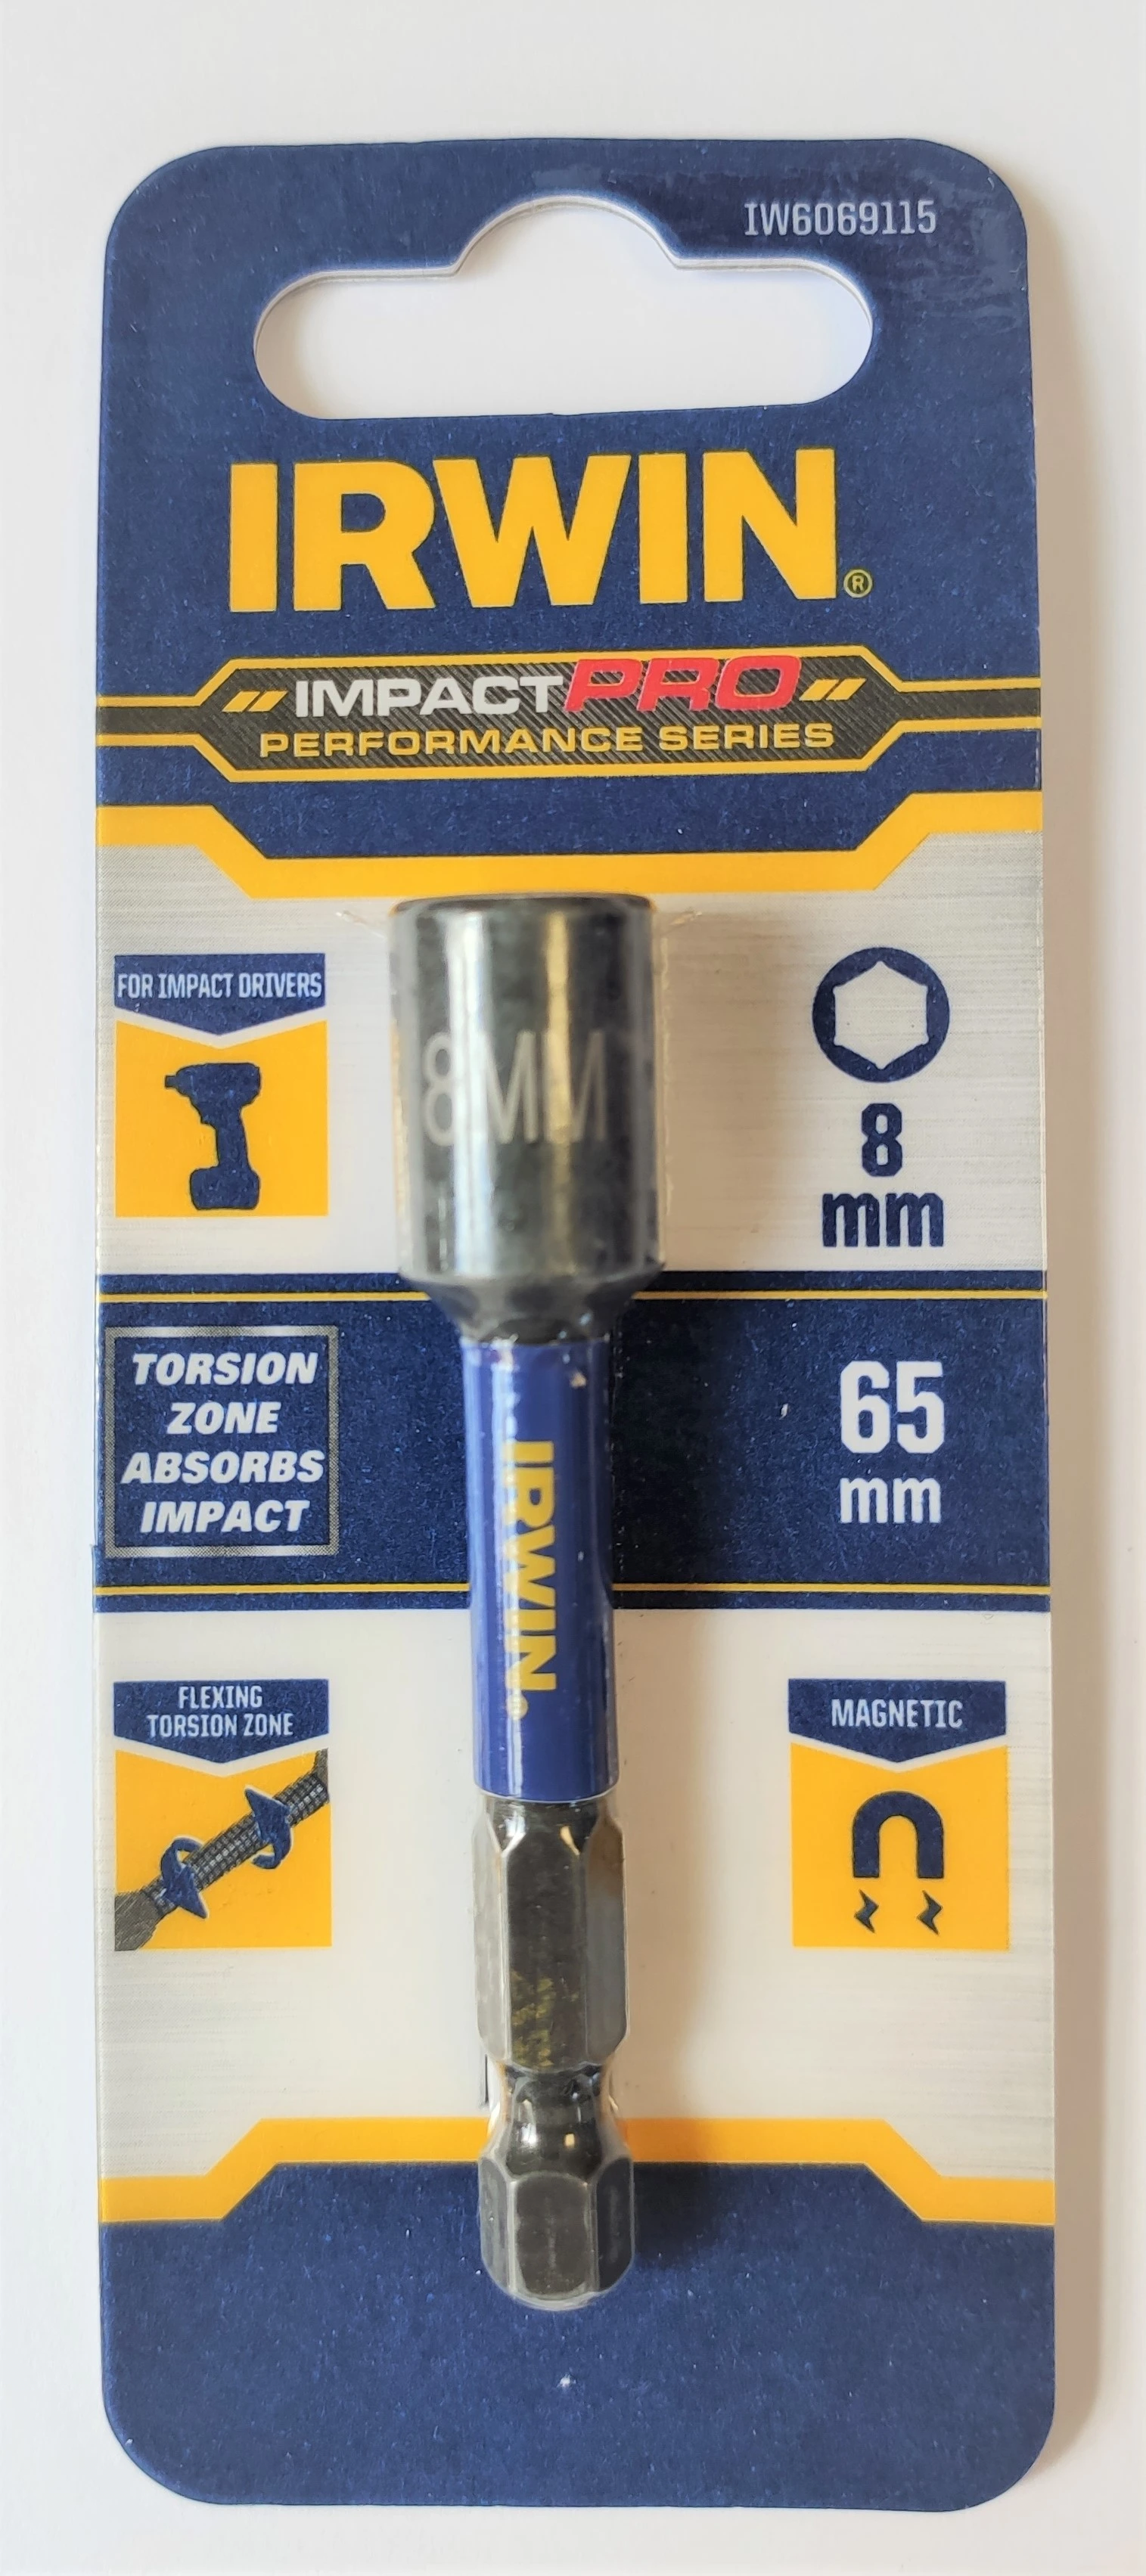 IW6069115
IRWIN®
IMPACTPRO
PERFORMANCE SERIES
FOR IMPACT DRIVERS
8MM
8
mm
TORSION
ZONE
ABSORBS
IMPACT
65
mm
IRWIN®
FLEXING
TORSION ZONE
MAGNETIC